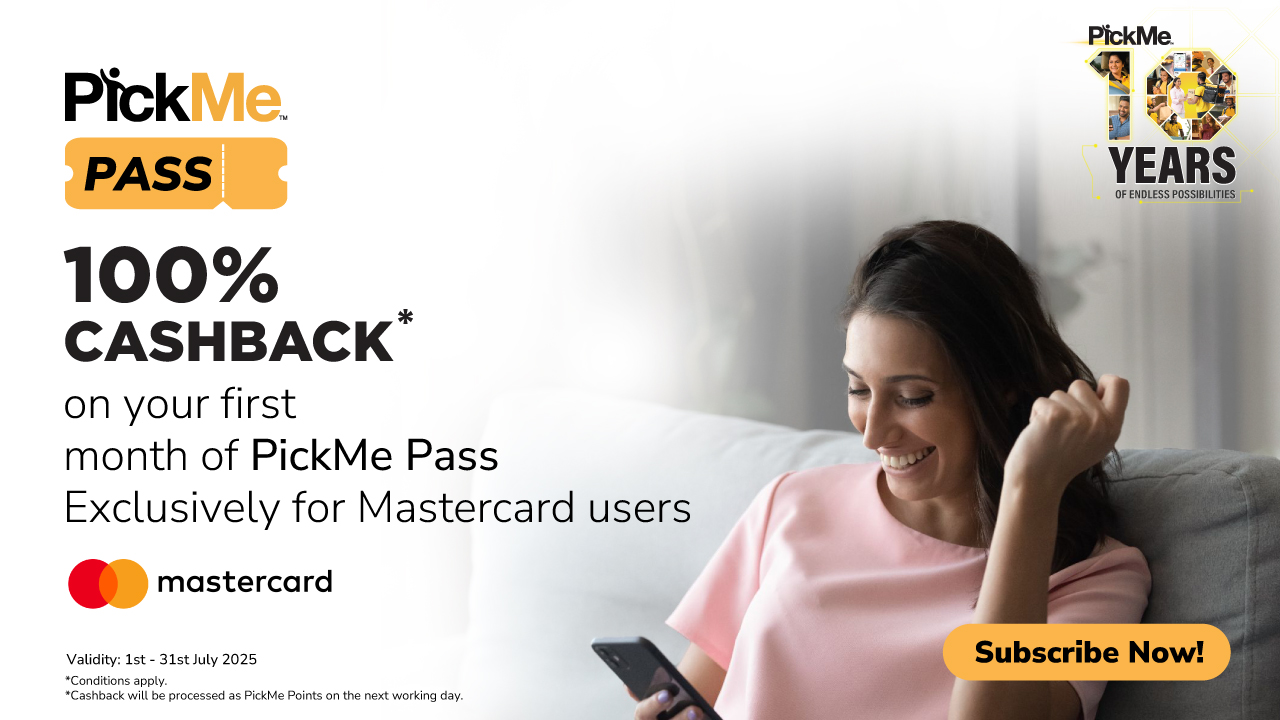 PickMe™
PASS
100%
CASHBACK*
on your first
month of PickMe Pass
Exclusively for Mastercard users
mastercard
Validity: 1st - 31st July 2025
*Conditions apply.
*Cashback will be processed as PickMe Points on the next working day.
PickMe™
10
YEARS
OF ENDLESS POSSIBILITIES
Subscribe Now!